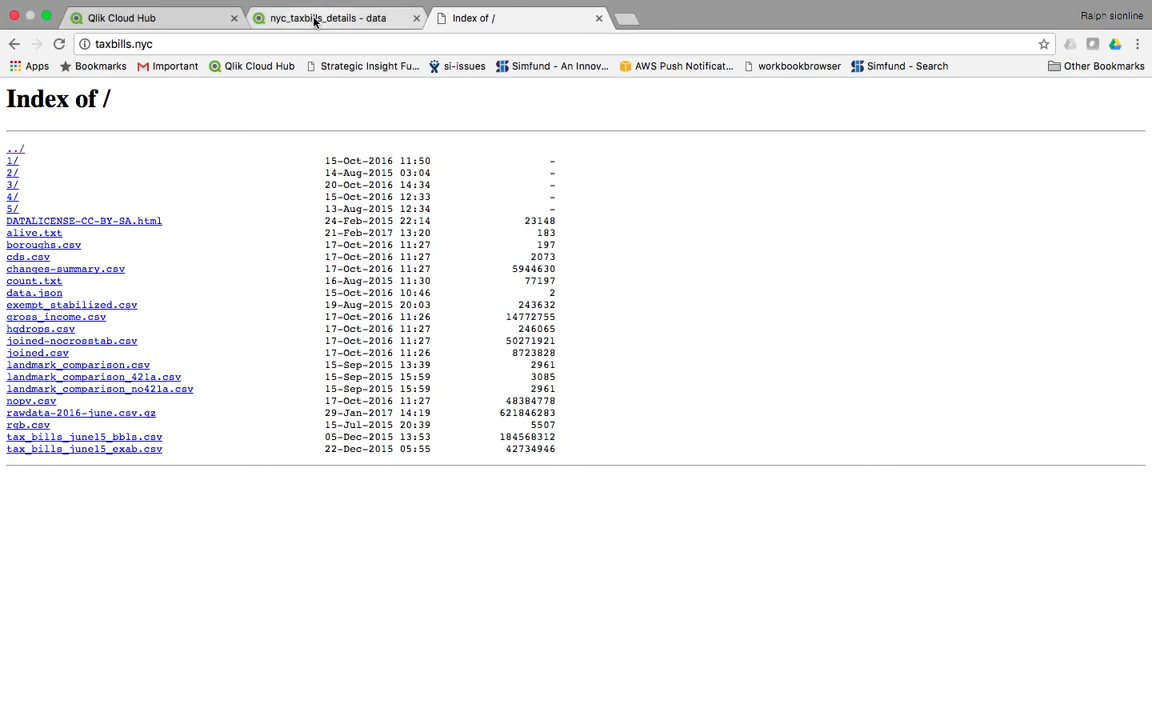 Qlik Cloud Hub
nyc_taxbills_details - data
Index of /
Ralph sionline
taxbills.nyc
Apps Bookmarks Important Qlik Cloud Hub Strategic Insight Fu... si-issues Simfund - An Innov... AWS Push Notificat... workbookbrowser Simfund - Search Other Bookmarks
Index of /
../
1/ 15-Oct-2016 11:50 -
2/ 14-Aug-2015 03:04 -
3/ 20-Oct-2016 14:34 -
4/ 15-Oct-2016 12:33 -
5/ 13-Aug-2015 12:34 -
DATALICENSE-CC-BY-SA.html 24-Feb-2015 22:14 23148
alive.txt 21-Feb-2017 13:20 183
boroughs.csv 17-Oct-2016 11:27 197
cds.csv 17-Oct-2016 11:27 2073
changes-summary.csv 17-Oct-2016 11:27 5944630
count.txt 16-Aug-2015 11:30 77197
data.json 15-Oct-2016 10:46 2
exempt_stabilized.csv 19-Aug-2015 20:03 243632
gross_income.csv 17-Oct-2016 11:26 14772755
hqdrops.csv 17-Oct-2016 11:27 246065
joined-nocrosstab.csv 17-Oct-2016 11:27 50271921
joined.csv 17-Oct-2016 11:26 8723828
landmark_comparison.csv 15-Sep-2015 13:39 2961
landmark_comparison_421a.csv 15-Sep-2015 15:59 3085
landmark_comparison_no421a.csv 15-Sep-2015 15:59 2961
nopv.csv 17-Oct-2016 11:27 48384778
rawdata-2016-june.csv.gz 29-Jan-2017 14:19 621846283
rgb.csv 15-Jul-2015 20:39 5507
tax_bills_june15_bbls.csv 05-Dec-2015 13:53 184568312
tax_bills_june15_exab.csv 22-Dec-2015 05:55 42734946